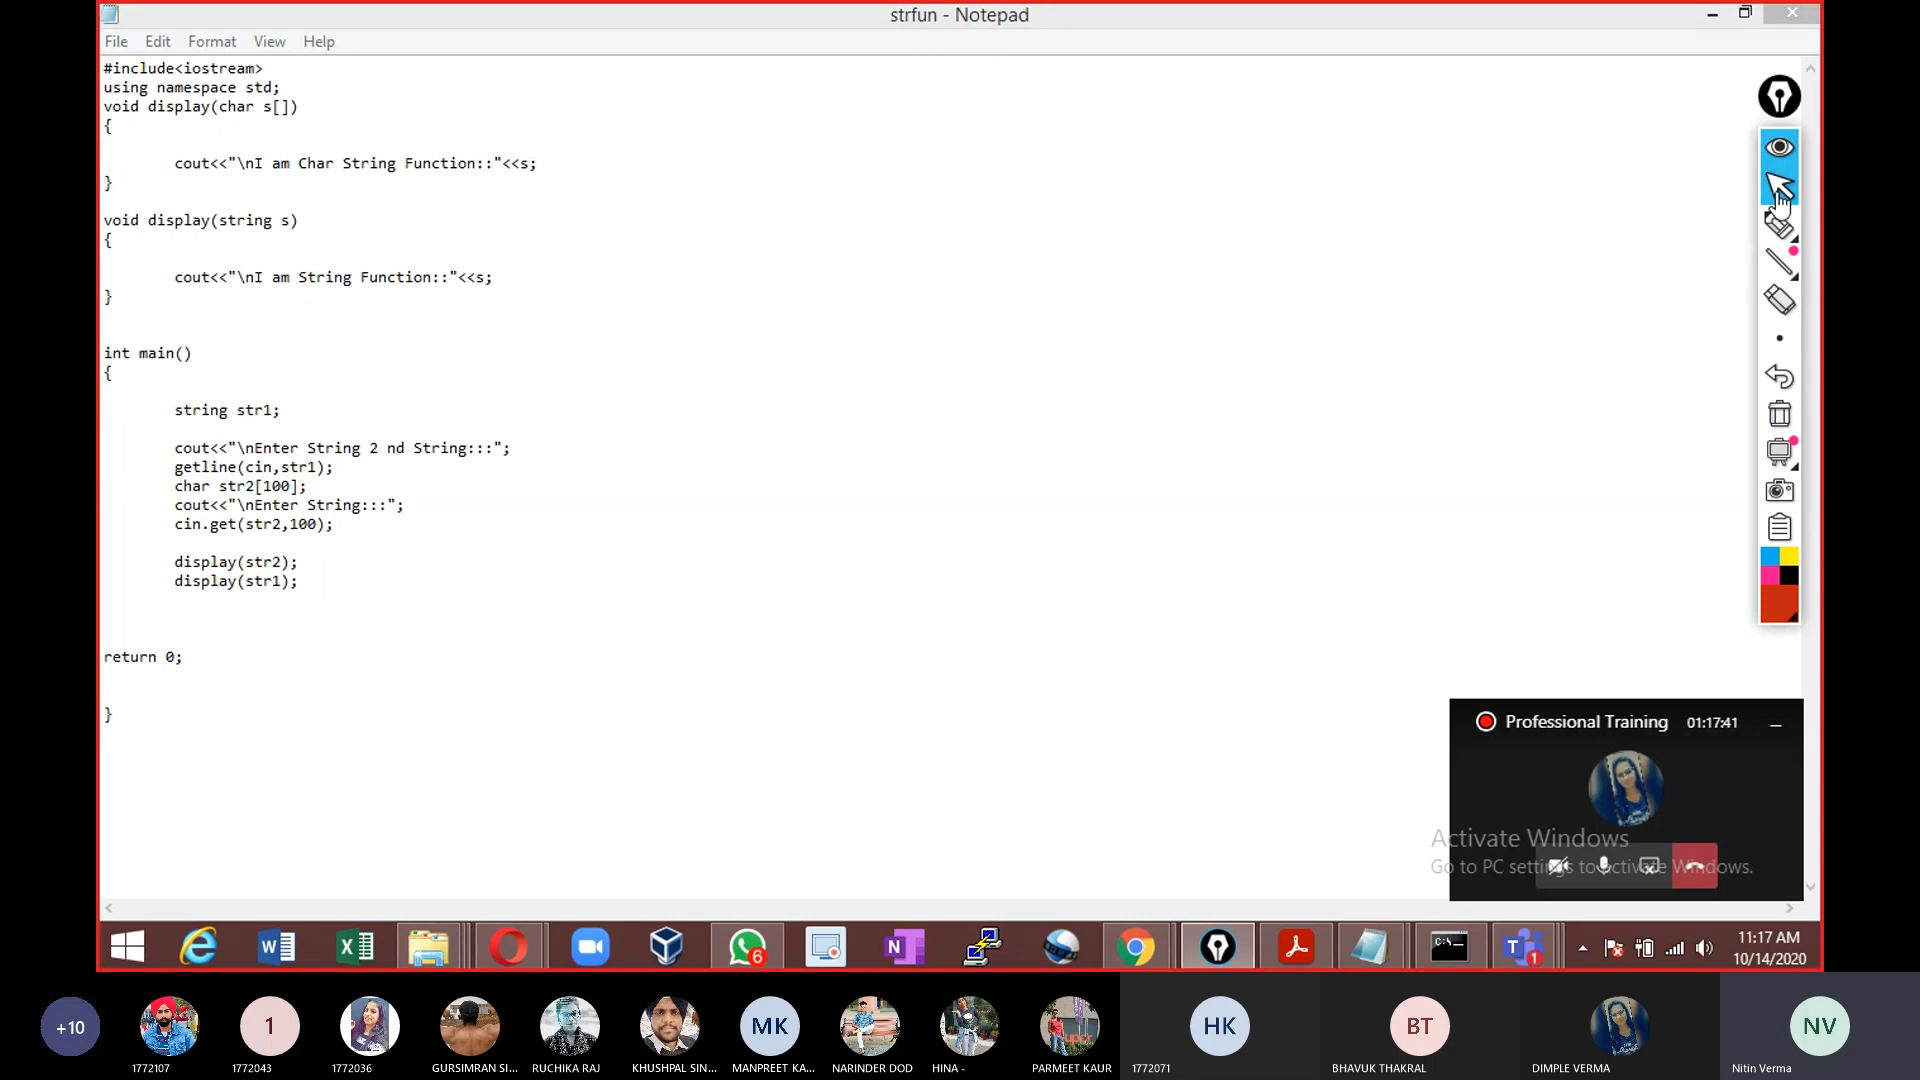 strfun - Notepad
File Edit Format View Help
#include<iostream>
using namespace std;
void display(char s[])
{
cout<<"\nI am Char String Function::"<<s;
}
void display(string s)
{
cout<<"\nI am String Function::"<<s;
}
int main()
{
string str1;
cout<<"\nEnter String 2 nd String:::";
getline(cin,str1);
char str2[100];
cout<<"\nEnter String:::";
cin.get(str2,100);
display(str2);
display(str1);
return 0;
}
Professional Training 01:17:41
Activate Windows
Go to PC settings to activate Windows.
6
1
11:17 AM
10/14/2020
+10
1
MK
HK
BT
NV
1772107
1772043
1772036
GURSIMRAN SI...
RUCHIKA RAJ
KHUSHPAL SIN...
MANPREET KA...
NARINDER DOD
HINA -
PARMEET KAUR
1772071
BHAVUK THAKRAL
DIMPLE VERMA
Nitin Verma